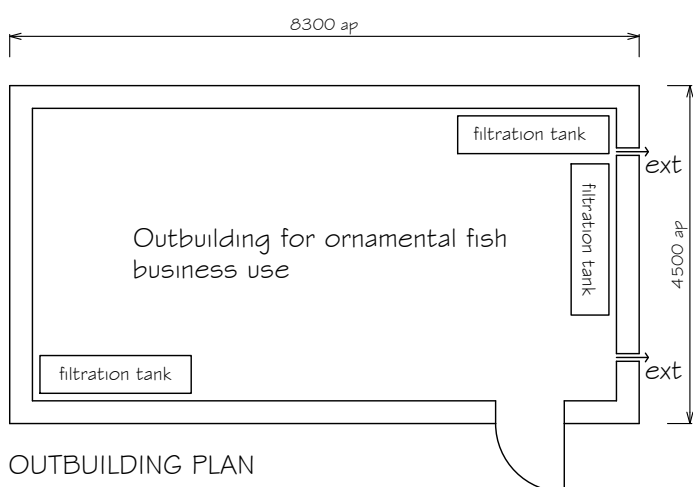 8300 ap
filtration tank
ext
filtration tank
4500 ap
Outbuilding for ornamental fish
business use
filtration tank
ext
OUTBUILDING PLAN